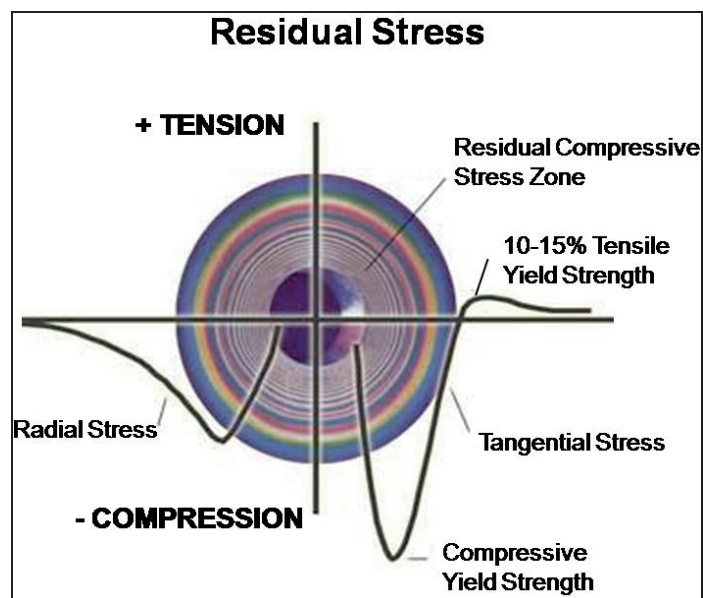 Residual Stress
+ TENSION
Residual Compressive
Stress Zone
10-15% Tensile
Yield Strength
Radial Stress
Tangential Stress
- COMPRESSION
Compressive
Yield Strength